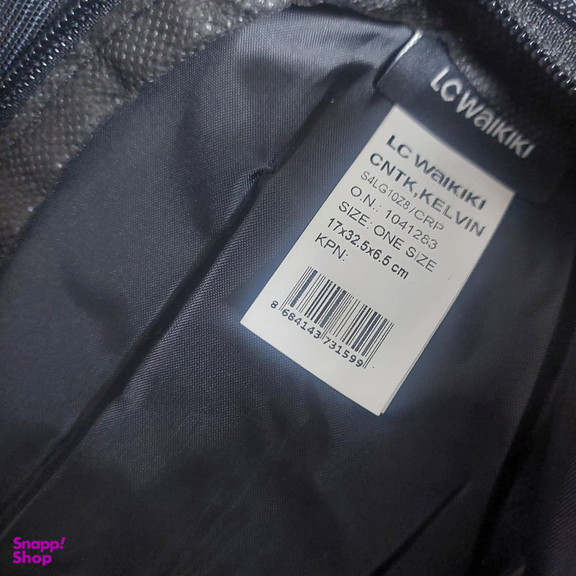 LC WAIKIKI
LC WAIKIKI
CNTK,KELVIN
S4LG10Z8/CRP
O.N.: 1041283
SIZE: ONE SIZE
17x32.5x6.5 cm
KPN:
8 684143 731599
Snapp!
Shop